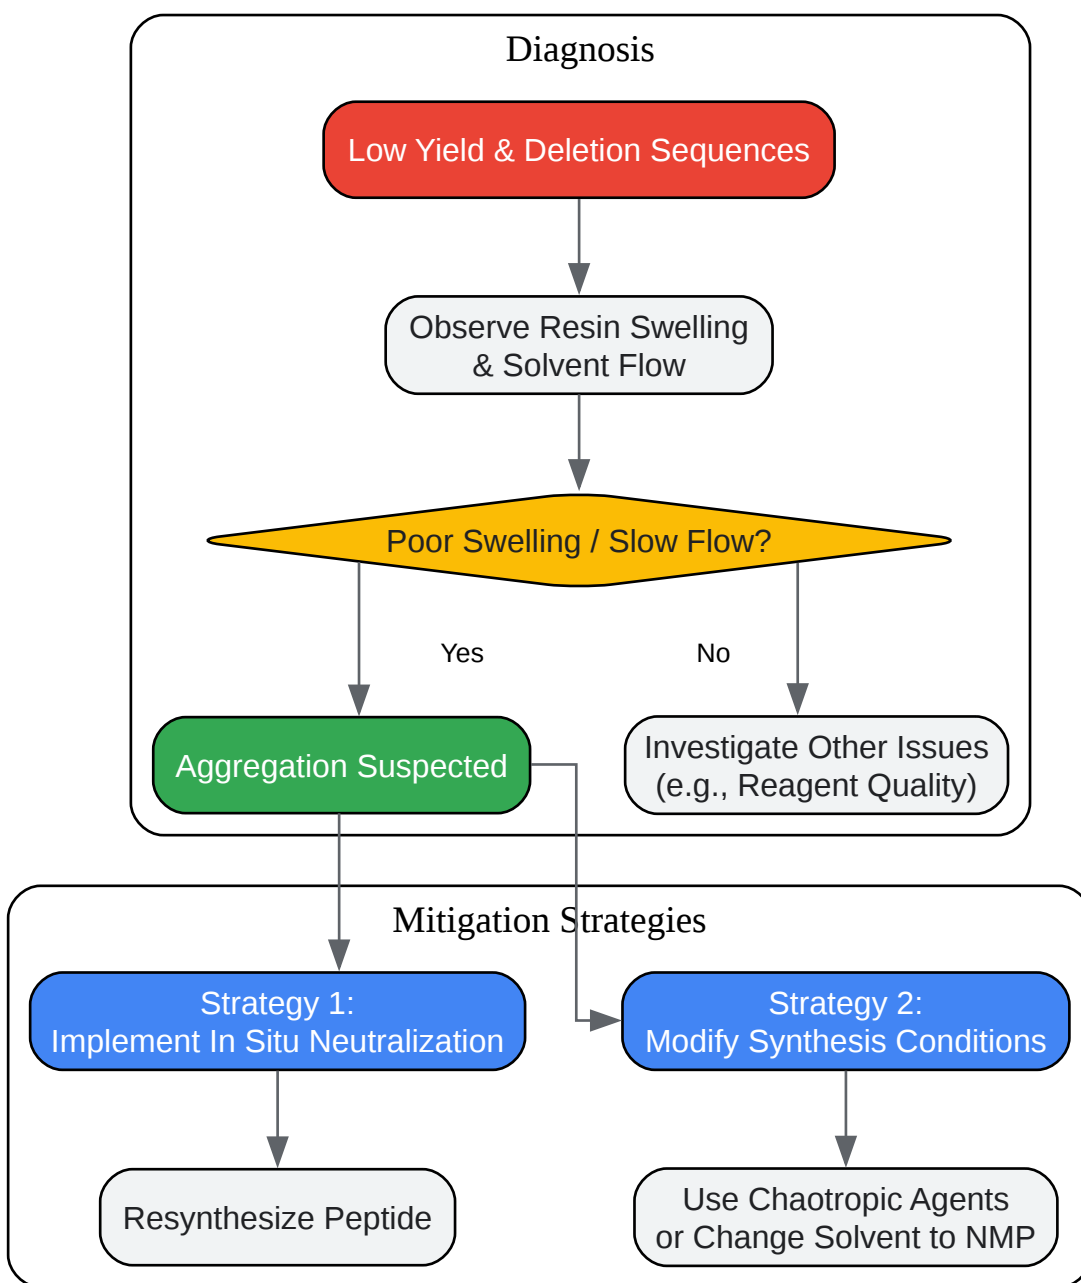 Diagnosis
Low Yield & Deletion Sequences
Observe Resin Swelling
& Solvent Flow
Poor Swelling / Slow Flow?
Yes
No
Aggregation Suspected
Investigate Other Issues
(e.g., Reagent Quality)
Mitigation Strategies
Strategy 1:
Implement In Situ Neutralization
Strategy 2:
Modify Synthesis Conditions
Resynthesize Peptide
Use Chaotropic Agents
or Change Solvent to NMP